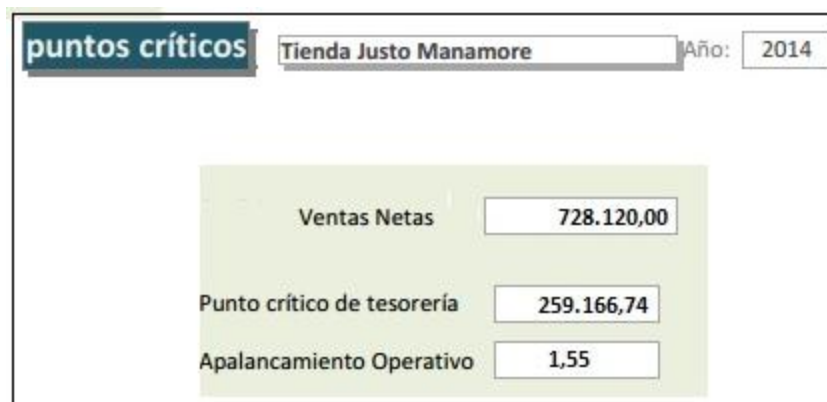 puntos críticos Tienda Justo Manamore Año: 2014
Ventas Netas 728.120,00
Punto crítico de tesorería 259.166,74
Apalancamiento Operativo 1,55